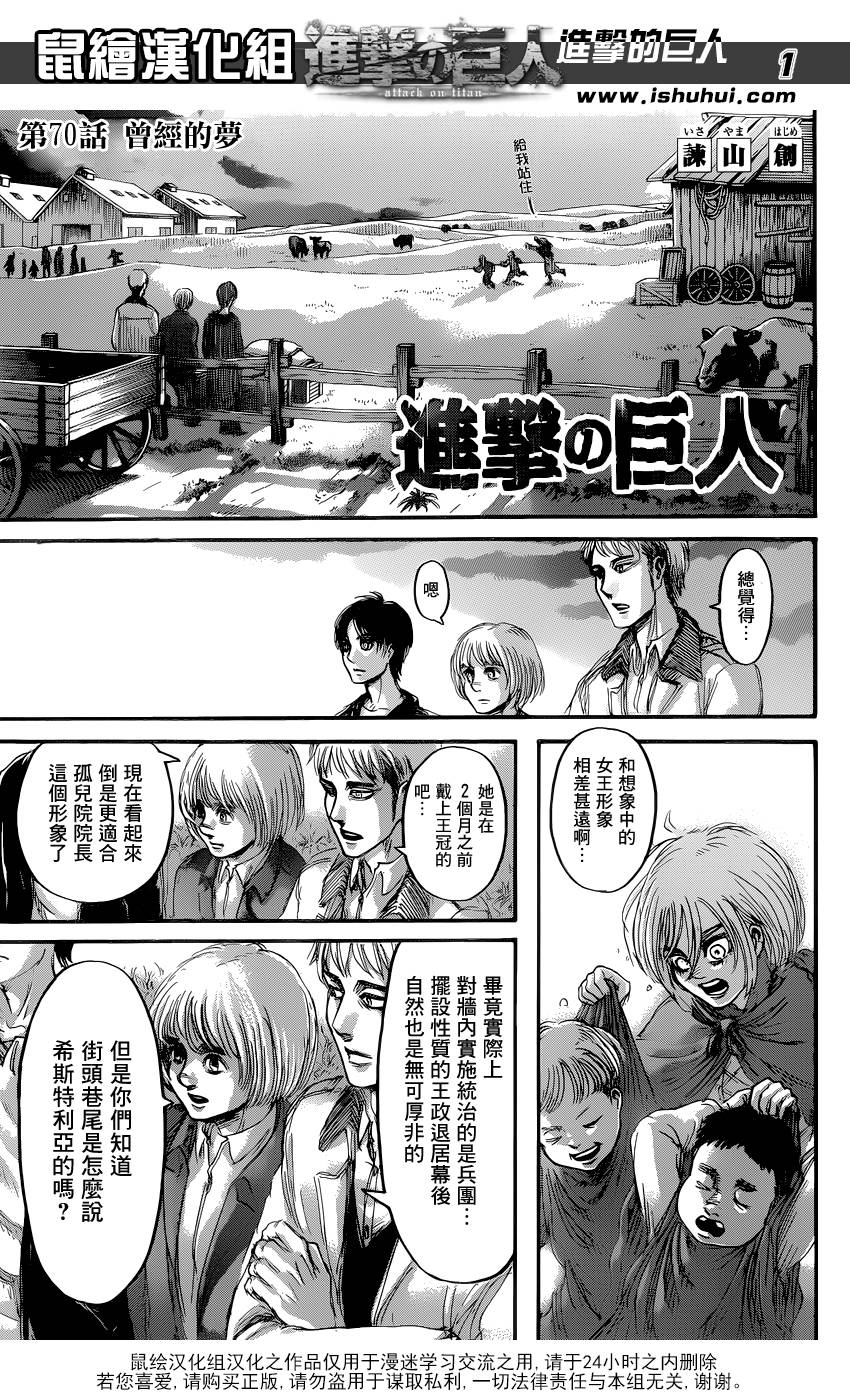 鼠繪漢化組
進撃の巨人
attack on titan
進撃的巨人
1
www.ishuhui.com
第70話 曾經的夢
給我站住
いさ やま はじめ
諫山創
進撃の巨人
總覺得…
嗯
和想象中的
女王形象
相差甚遠啊…
她是在
2個月之前
戴上王冠的
吧…
現在看起來
倒是更適合
孤兒院院長
這個形象了
畢竟實際上
對牆內實施統治的是兵團…
擺設性質的王政退居幕後
自然也是無可厚非的
但是你們知道
街頭巷尾是怎麼說
希斯特利亞的嗎?
鼠绘汉化组汉化之作品仅用于漫迷学习交流之用, 请于24小时之内删除
若您喜爱, 请购买正版, 请勿盗用于谋取私利, 一切法律责任与本组无关, 谢谢。